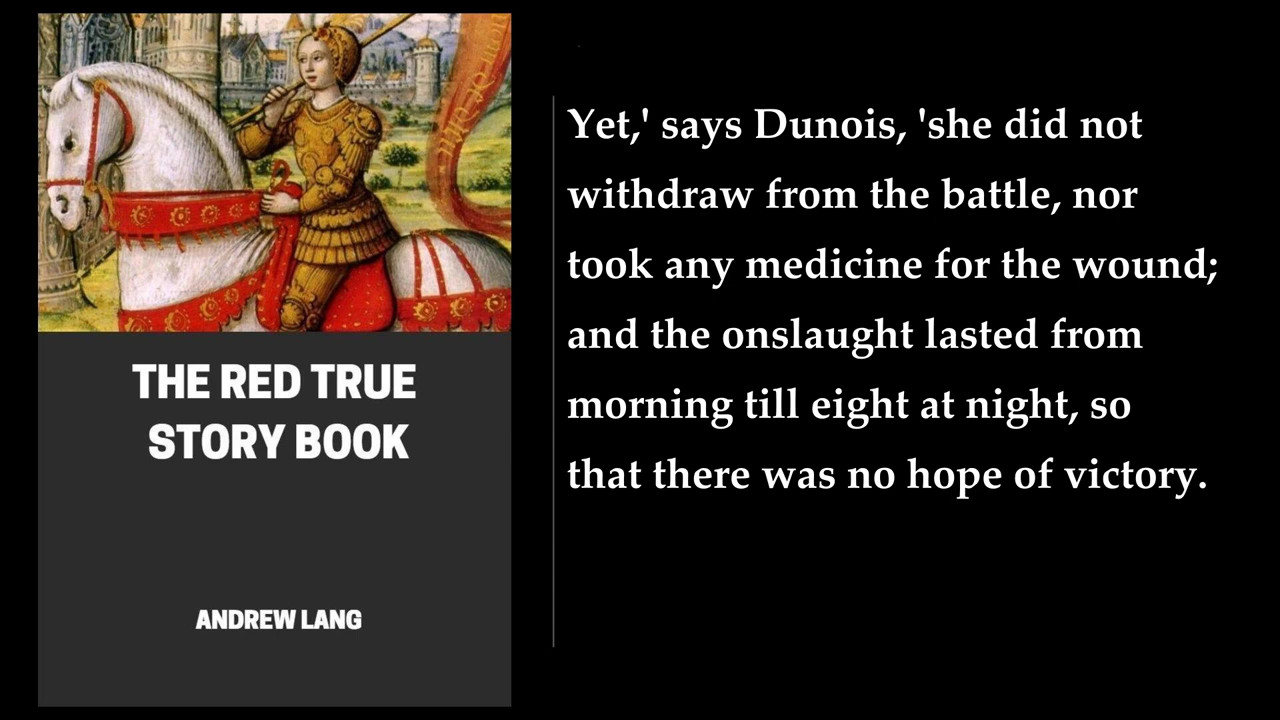 THE RED TRUE
STORY BOOK
ANDREW LANG
Yet,' says Dunois, 'she did not
withdraw from the battle, nor
took any medicine for the wound;
and the onslaught lasted from
morning till eight at night, so
that there was no hope of victory.